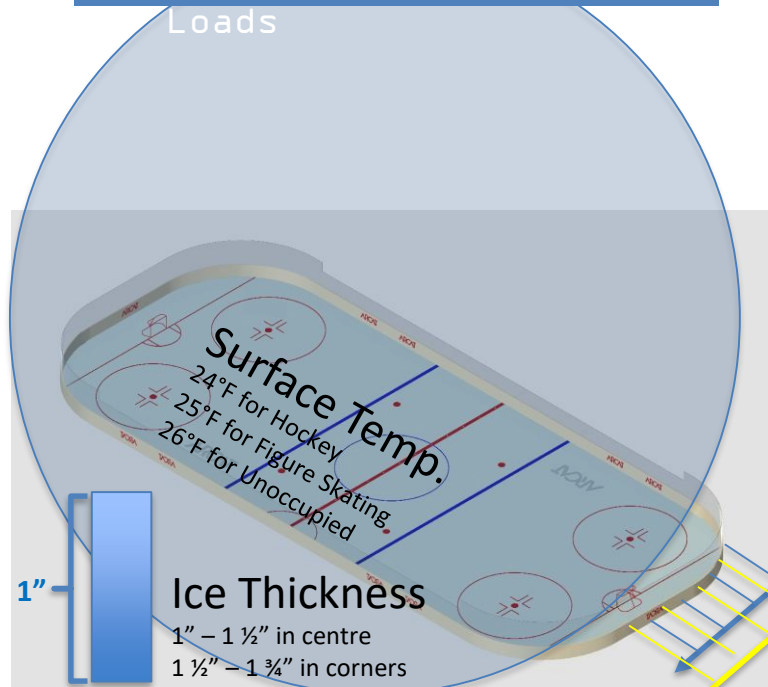 Loads
Surface Temp.
24°F for Hockey
25°F for Figure Skating
26°F for Unoccupied
1”
Ice Thickness
1” – 1 ½” in centre
1 ½” – 1 ¾” in corners